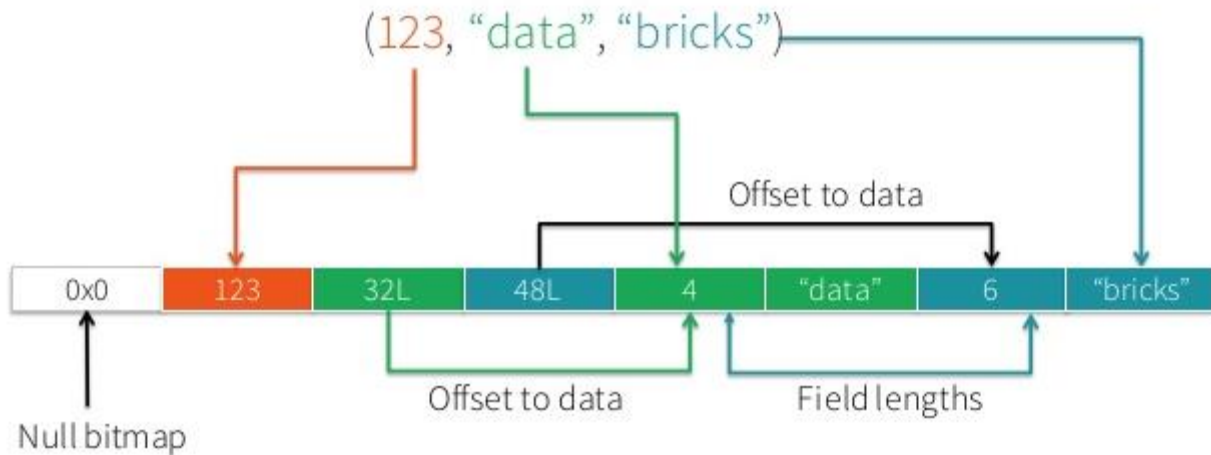 (123, “data”, “bricks”)
Offset to data
0x0 123 32L 48L 4 “data” 6 “bricks”
Offset to data Field lengths
Null bitmap